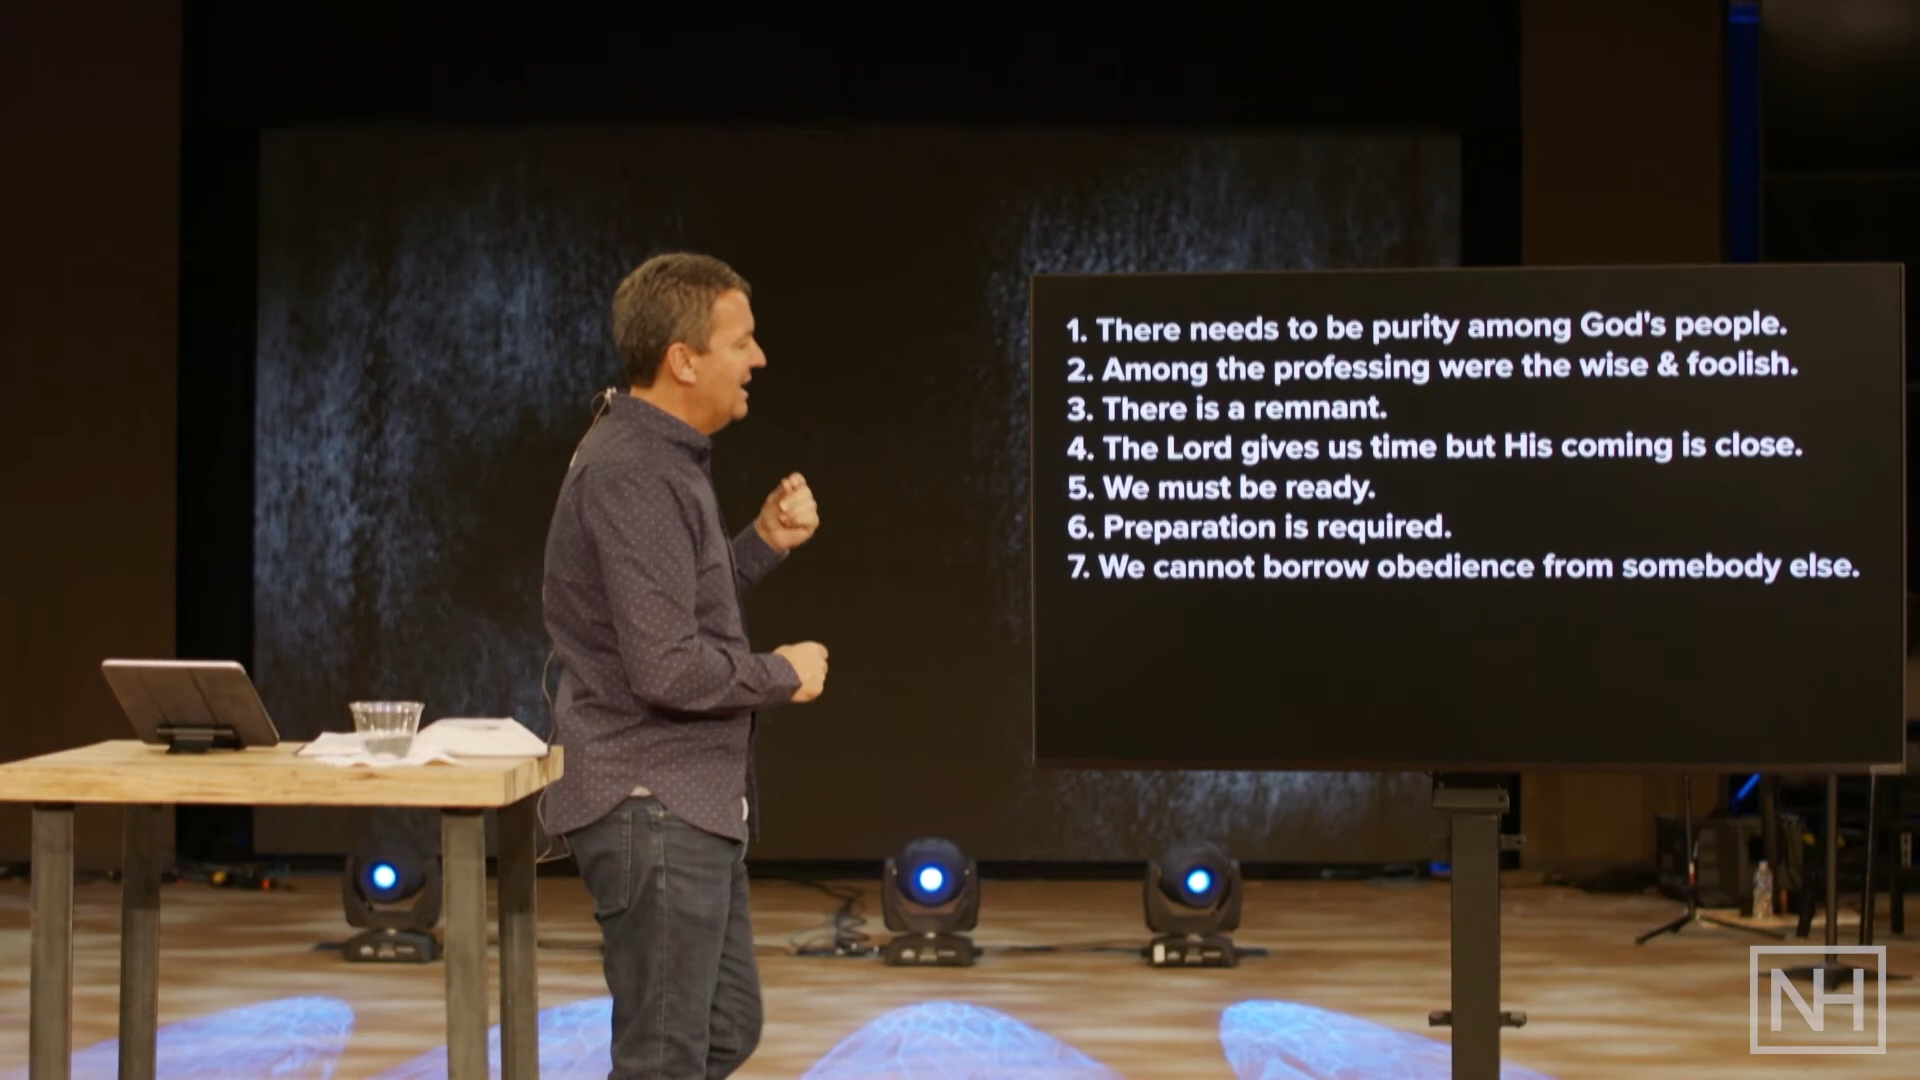 1. There needs to be purity among God's people.
2. Among the professing were the wise & foolish.
3. There is a remnant.
4. The Lord gives us time but His coming is close.
5. We must be ready.
6. Preparation is required.
7. We cannot borrow obedience from somebody else.
NH